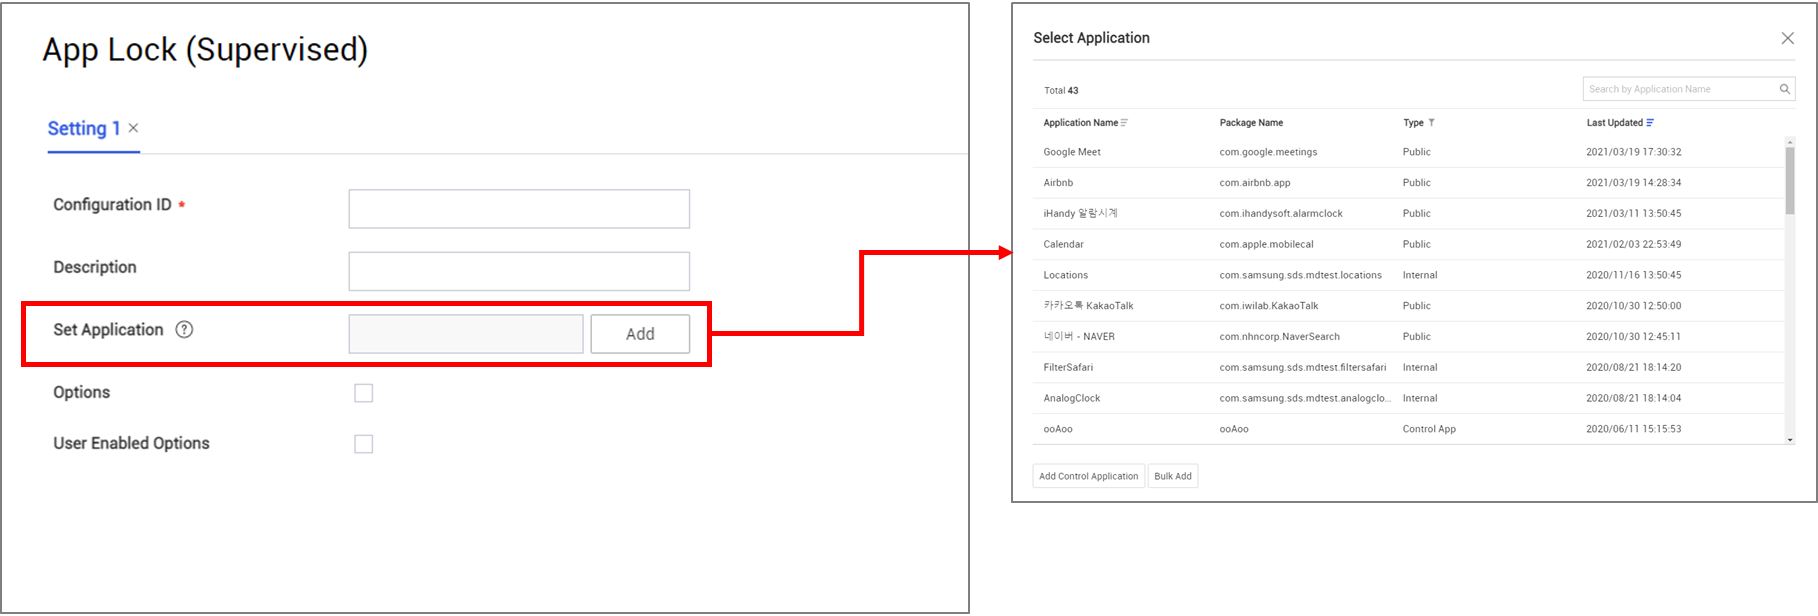 App Lock (Supervised)
Setting 1 ×
Configuration ID *
Description
Set Application ?
Add
Options
User Enabled Options
Select Application
Total 43
Search by Application Name
Application Name Package Name Type Last Updated
Google Meet com.google.meetings Public 2021/03/19 17:30:32
Airbnb com.airbnb.app Public 2021/03/19 14:28:34
iHandy 알람시계 com.ihandysoft.alarmclock Public 2021/03/11 13:50:45
Calendar com.apple.mobilecal Public 2021/02/03 22:53:49
Locations com.samsung.sds.mdtest.locations Internal 2020/11/16 13:50:45
카카오톡 KakaoTalk com.iwilab.KakaoTalk Public 2020/10/30 12:50:00
네이버 - NAVER com.nhncorp.NaverSearch Public 2020/10/30 12:45:11
FilterSafari com.samsung.sds.mdtest.filtersafari Internal 2020/08/21 18:14:20
AnalogClock com.samsung.sds.mdtest.analogclo... Internal 2020/08/21 18:14:04
ooAoo ooAoo Control App 2020/06/11 15:15:53
Add Control Application Bulk Add